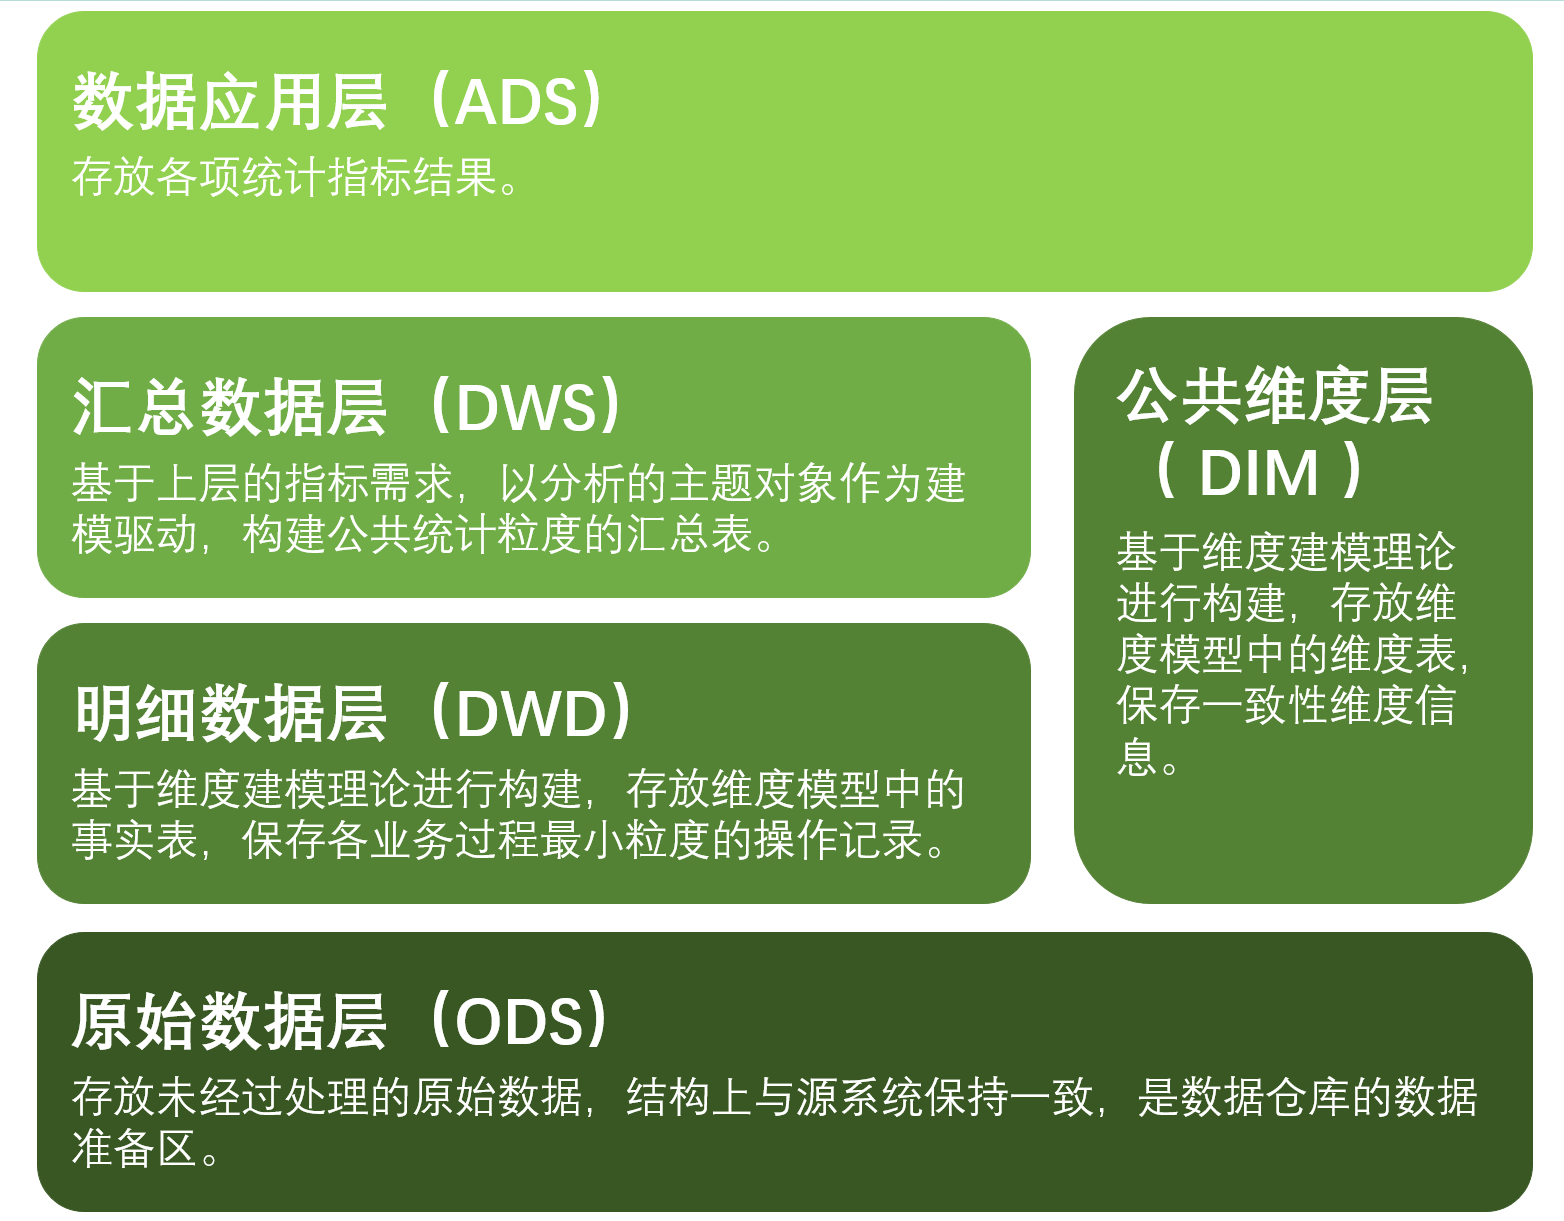 数据应用层（ADS）
存放各项统计指标结果。
汇总数据层（DWS）
基于上层的指标需求，以分析的主题对象作为建
模驱动，构建公共统计粒度的汇总表。
明细数据层（DWD）
基于维度建模理论进行构建，存放维度模型中的
事实表，保存各业务过程最小粒度的操作记录。
公共维度层
（ DIM ）
基于维度建模理论
进行构建，存放维
度模型中的维度表，
保存一致性维度信
息。
原始数据层（ODS）
存放未经过处理的原始数据，结构上与源系统保持一致，是数据仓库的数据
准备区。